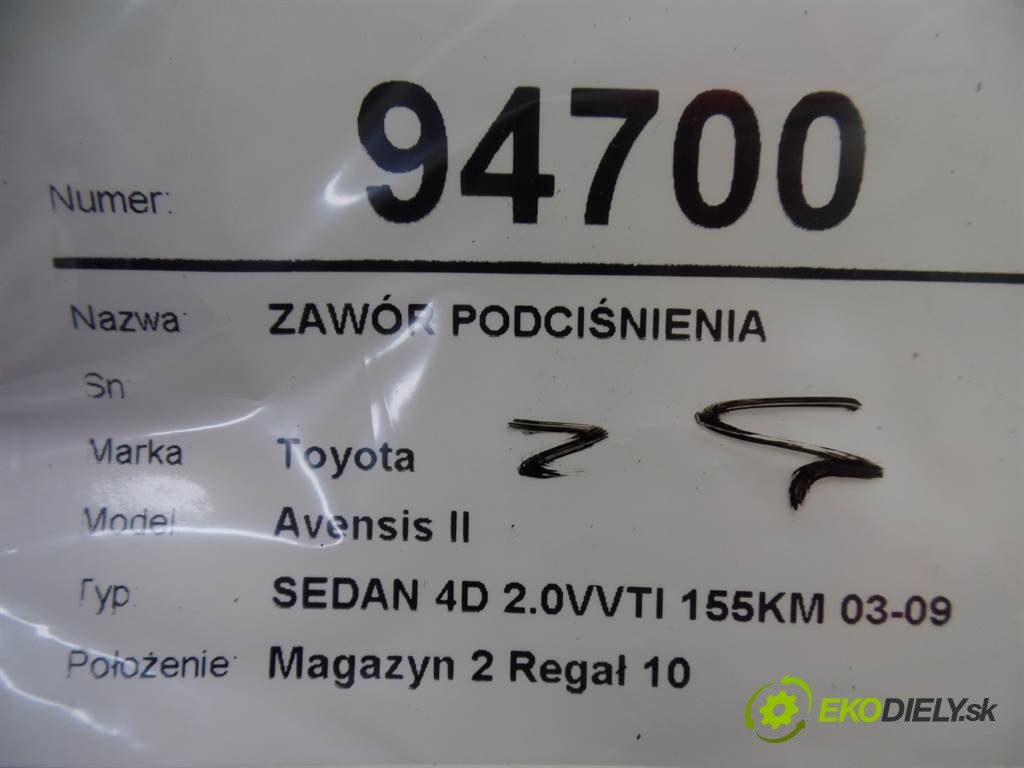 Numer: 94700
Nazwa: ZAWÓR PODCIŚNIENIA
Sn:
Marka: Toyota
Model: Avensis II
Typ: SEDAN 4D 2.0VVTI 155KM 03-09
Położenie: Magazyn 2 Regał 10
EKODIELY.sk